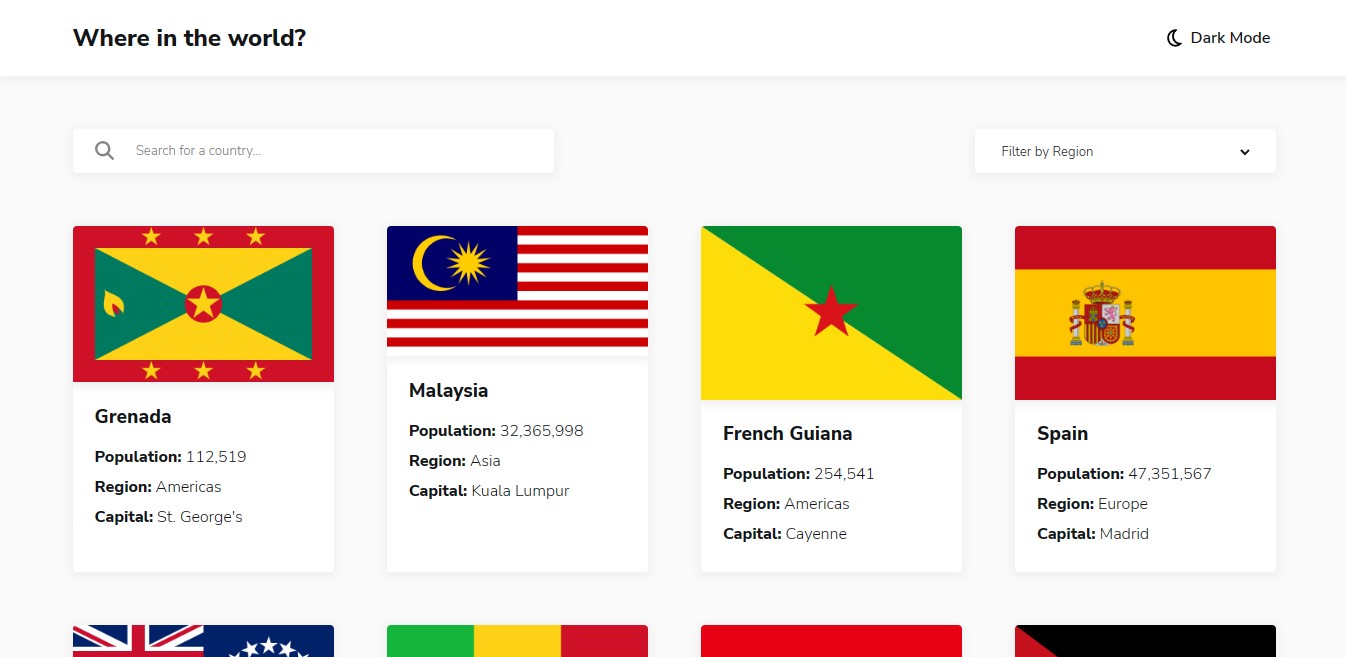 Where in the world?
Dark Mode
Search for a country...
Filter by Region
Grenada
Population: 112,519
Region: Americas
Capital: St. George's
Malaysia
Population: 32,365,998
Region: Asia
Capital: Kuala Lumpur
French Guiana
Population: 254,541
Region: Americas
Capital: Cayenne
Spain
Population: 47,351,567
Region: Europe
Capital: Madrid